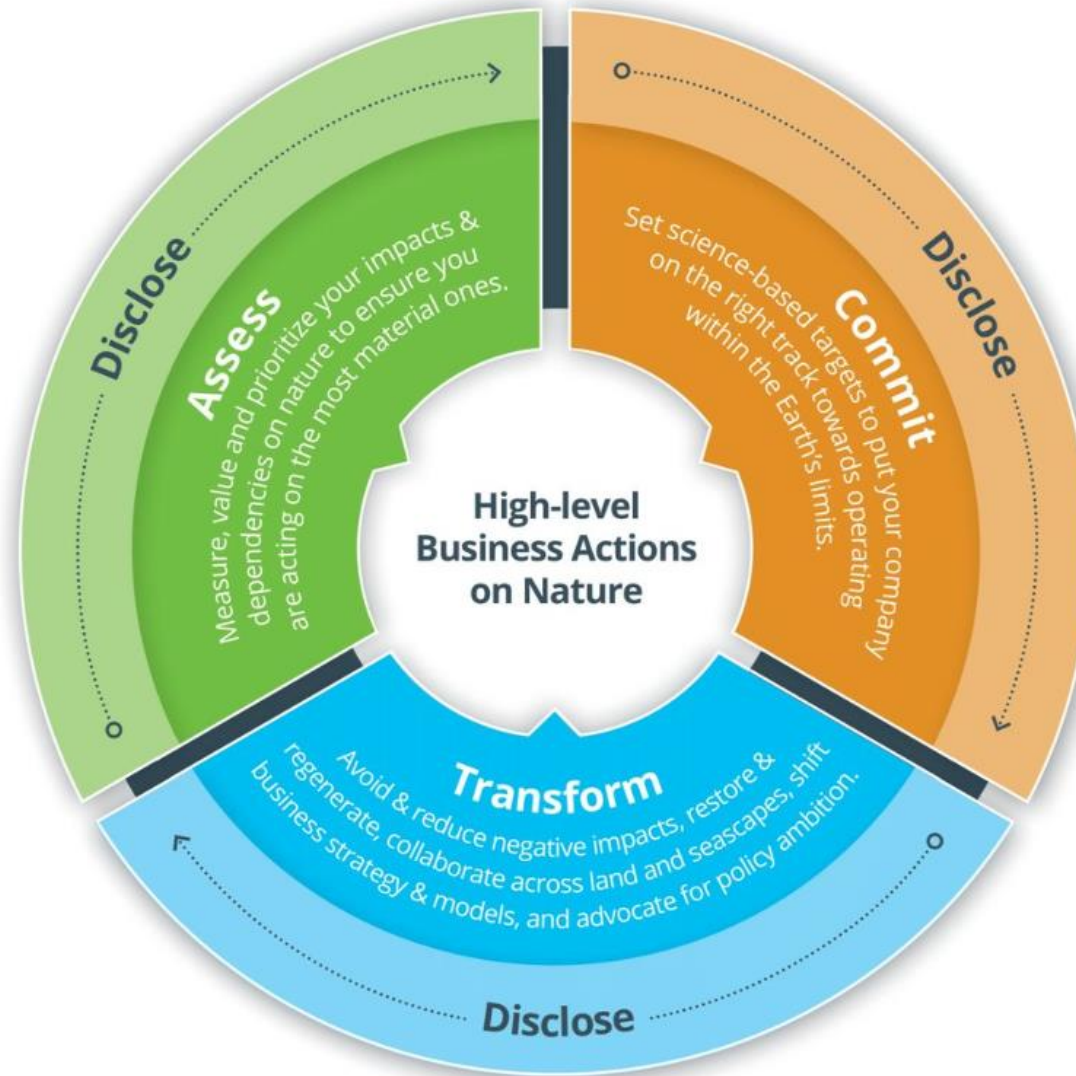 High-level
Business Actions
on Nature
Disclose
Assess
Measure, value and prioritize your impacts &
dependencies on nature to ensure you
are acting on the most material ones.
Disclose
Commit
Set science-based targets to put your company
on the right track towards operating
within the Earth's limits.
Transform
Avoid & reduce negative impacts, restore &
regenerate, collaborate across land and seascapes, shift
business strategy & models, and advocate for policy ambition.
Disclose